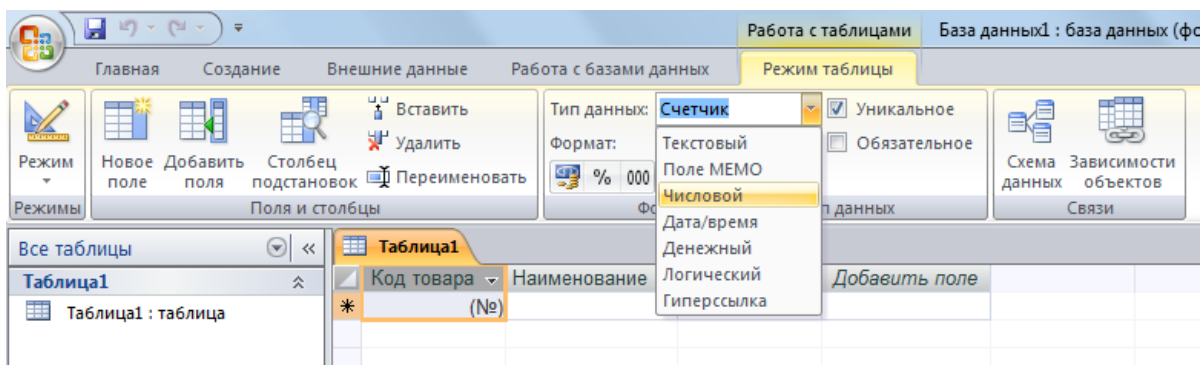 Работа с таблицами База данных1 : база данных (фо
Главная Создание Внешние данные Работа с базами данных Режим таблицы
Режим
Новое поле
Добавить поля
Столбец подстановок
Вставить
Удалить
Переименовать
Тип данных: Счетчик
Формат:
% 000
Текстовый
Поле МЕМО
Числовой
Дата/время
Денежный
Логический
Гиперссылка
Уникальное
Обязательное
Схема данных
Зависимости объектов
Режимы Поля и столбцы Фо п данных Связи
Все таблицы
Таблица1
Таблица1 : таблица
Таблица1
Код товара Наименование Добавить поле
(№)